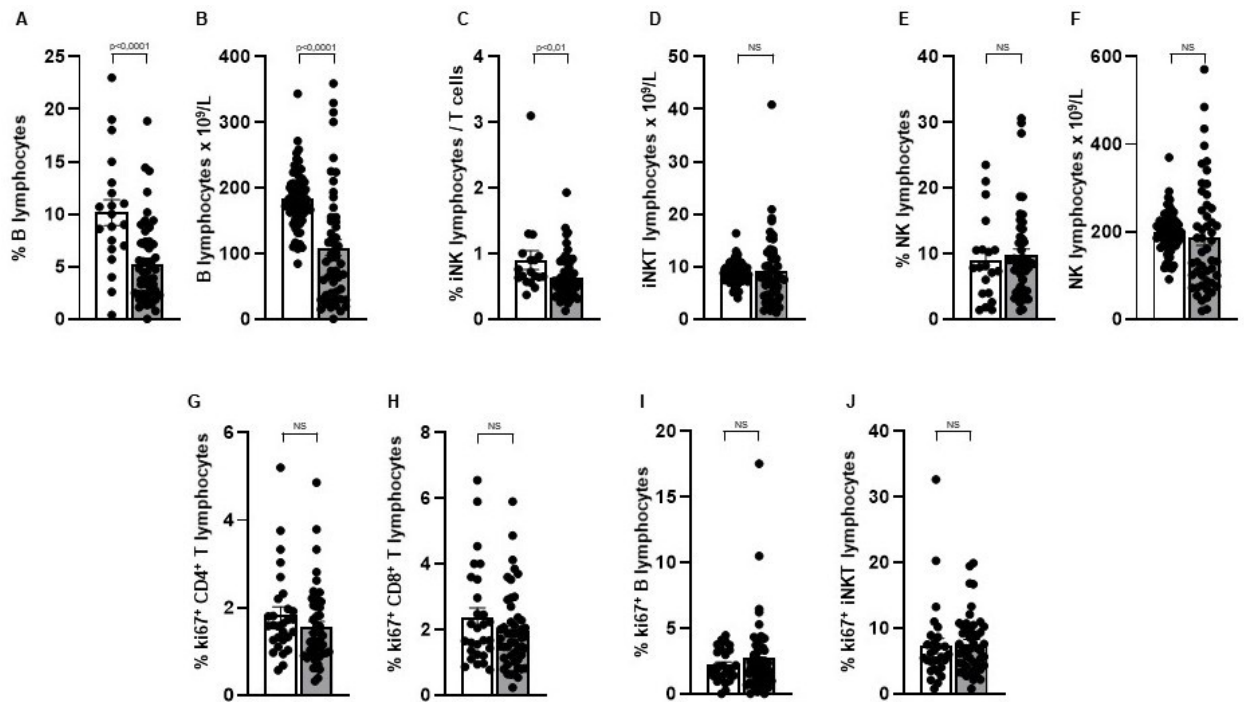 A
p<0,0001
% B lymphocytes
25
20
15
10
5
0
B
p<0,0001
B lymphocytes x 10⁹/L
400
300
200
100
0
C
p<0,01
% iNK lymphocytes / T cells
4
3
2
1
0
D
NS
iNKT lymphocytes x 10⁹/L
50
40
30
20
10
0
E
NS
% NK lymphocytes
40
30
20
10
0
F
NS
NK lymphocytes x 10⁹/L
600
400
200
0
G
NS
% ki67⁺ CD4⁺ T lymphocytes
6
4
2
0
H
NS
% ki67⁺ CD8⁺ T lymphocytes
8
6
4
2
0
I
NS
% ki67⁺ B lymphocytes
20
15
10
5
0
J
NS
% ki67⁺ iNKT lymphocytes
40
30
20
10
0